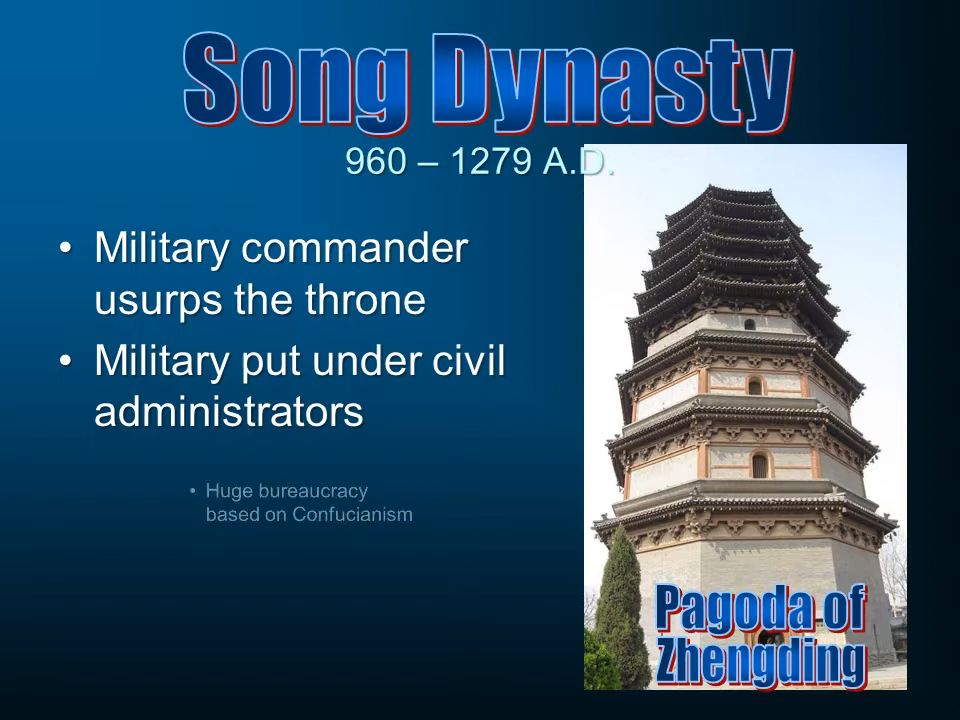 Song Dynasty
960 – 1279 A.D.
• Military commander
usurps the throne
• Military put under civil
administrators
• Huge bureaucracy
based on Confucianism
Pagoda of
Zhengding